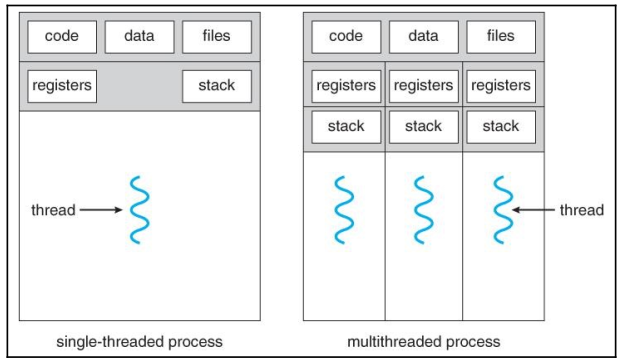 code data files
registers stack
thread
single-threaded process
code data files
registers registers registers
stack stack stack
thread
multithreaded process